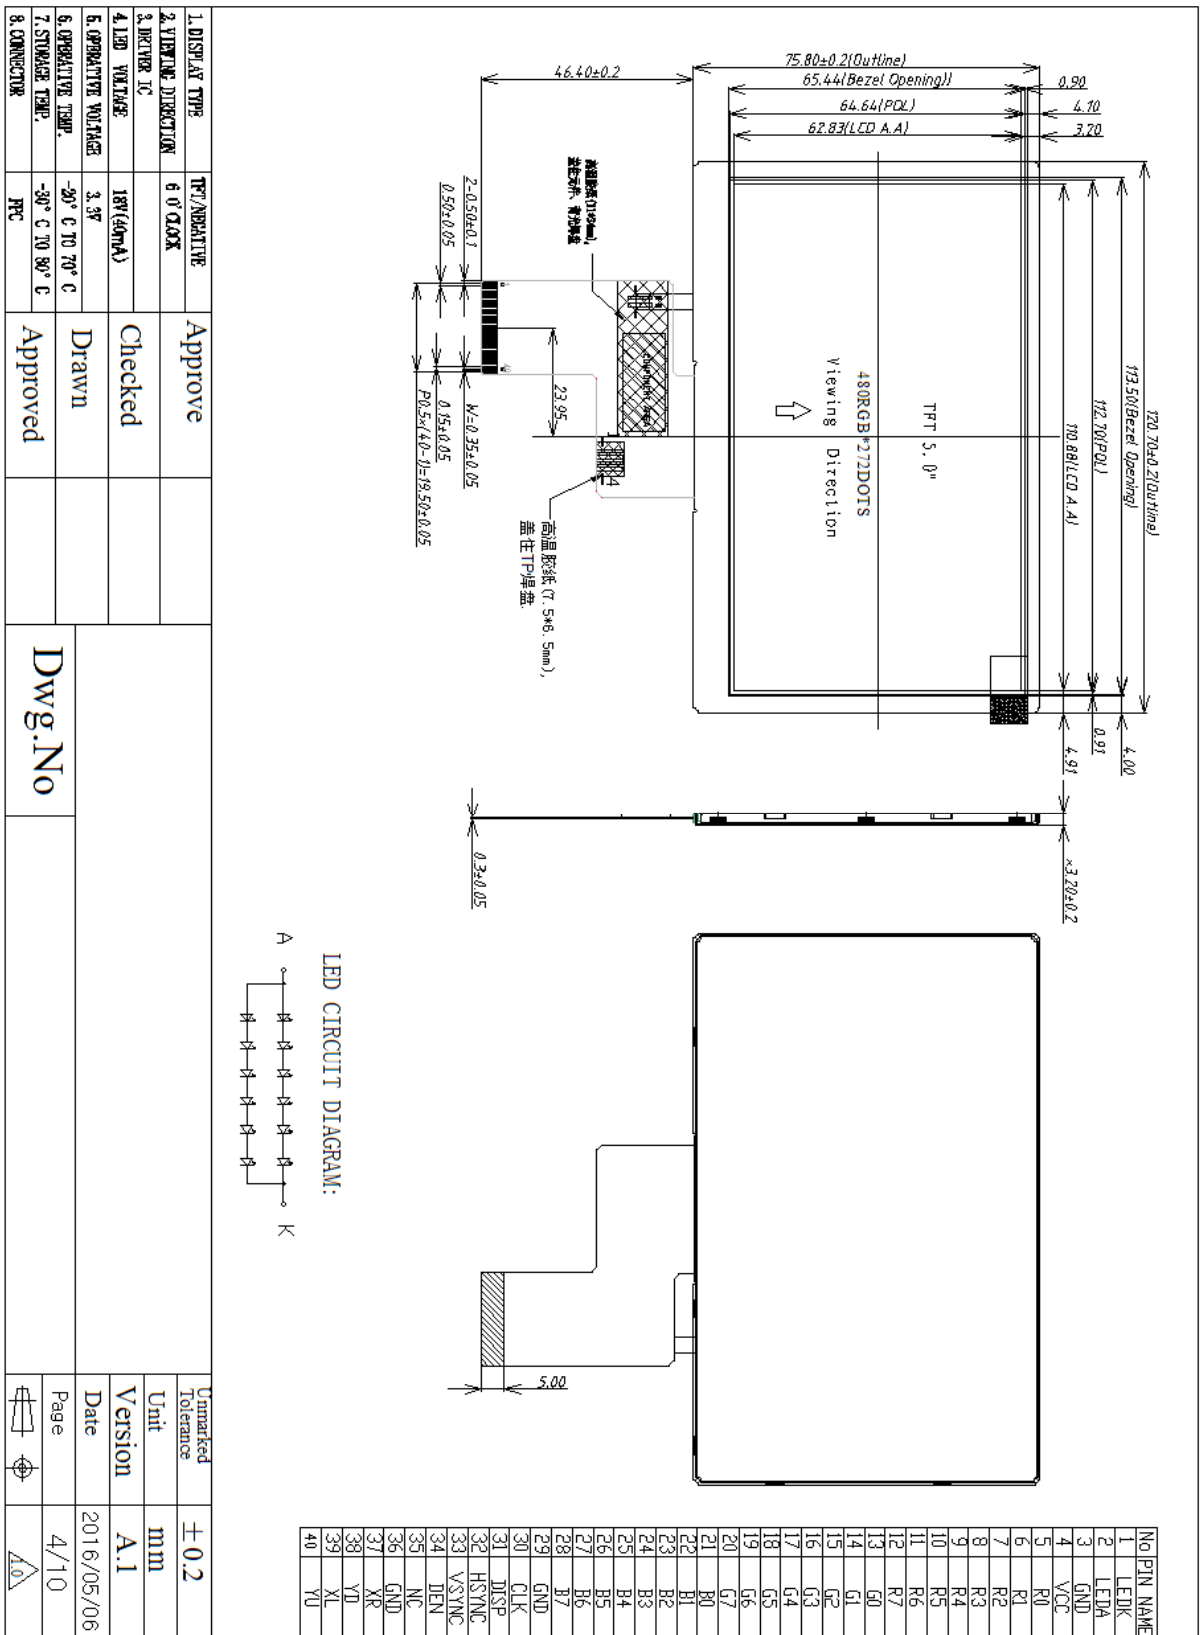 120.70±0.2(Outline)
113.50(Bezel Opening)
112.70(POL)
110.88(LCD A.A)
4.00
0.91
4.91
0.90
4.10
3.20
75.80±0.2(Outline)
65.44(Bezel Opening))
64.64(POL)
62.83(LCD A.A)
46.40±0.2
TFT 5.0"
480RGB*272DOTS
Viewing Direction
高温胶纸(7.5*6.5mm),
盖住TP焊盘
COMPONENT AREA
23.95
2-0.50±0.1
0.50±0.05
W=0.35±0.05
0.15±0.05
P0.5×(40-1)=19.50±0.05
×3.20±0.2
0.3±0.05
5.00
LED CIRCUIT DIAGRAM:
A
K
No PIN NAME
1 LEDK
2 LEDA
3 GND
4 VCC
5 R0
6 R1
7 R2
8 R3
9 R4
10 R5
11 R6
12 R7
13 G0
14 G1
15 G2
16 G3
17 G4
18 G5
19 G6
20 G7
21 B0
22 B1
23 B2
24 B3
25 B4
26 B5
27 B6
28 B7
29 GND
30 CLK
31 DISP
32 HSYNC
33 VSYNC
34 DEN
35 NC
36 GND
37 XR
38 YD
39 XL
40 YU
1. DISPLAY TYPE TFT/NEGATIVE
2. VIEWING DIRECTION 6 O'CLOCK
3. DRIVER IC
4. LED VOLTAGE 18V(40mA)
5. OPERATIVE VOLTAGE 3.3V
6. OPERATIVE TEMP. -20° C TO 70° C
7. STORAGE TEMP. -30° C TO 80° C
8. CONNECTOR FPC
Approve
Checked
Drawn
Approved
Dwg.No
Unmarked Tolerance ±0.2
Unit mm
Version A.1
Date 2016/05/06
Page 4/10
1.0